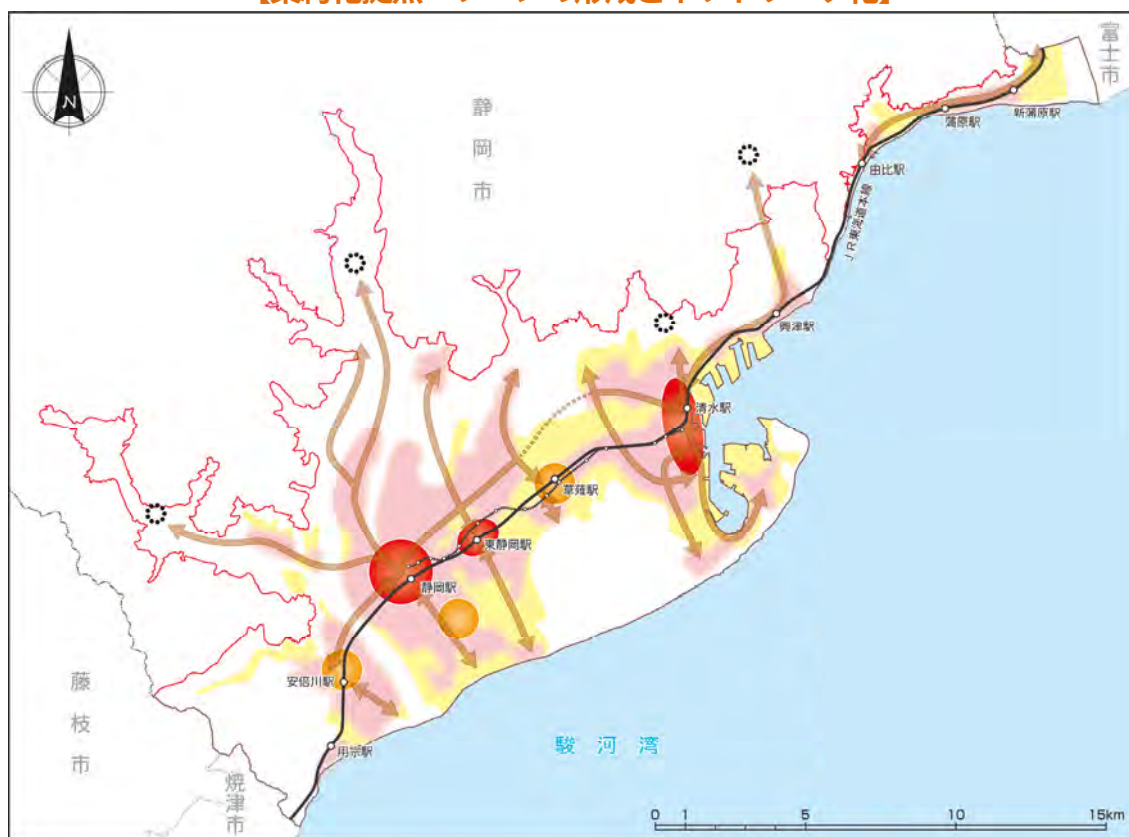 N
静岡市
富士市
新蒲原駅
蒲原駅
由比駅
JR東海道本線
興津駅
清水駅
草薙駅
東静岡駅
静岡駅
安倍川駅
用宗駅
藤枝市
焼津市
駿河湾
0 1 5 10 15km